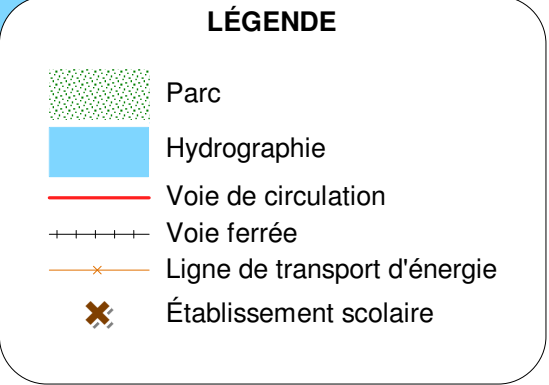 LÉGENDE
Parc
Hydrographie
Voie de circulation
Voie ferrée
Ligne de transport d'énergie
Établissement scolaire